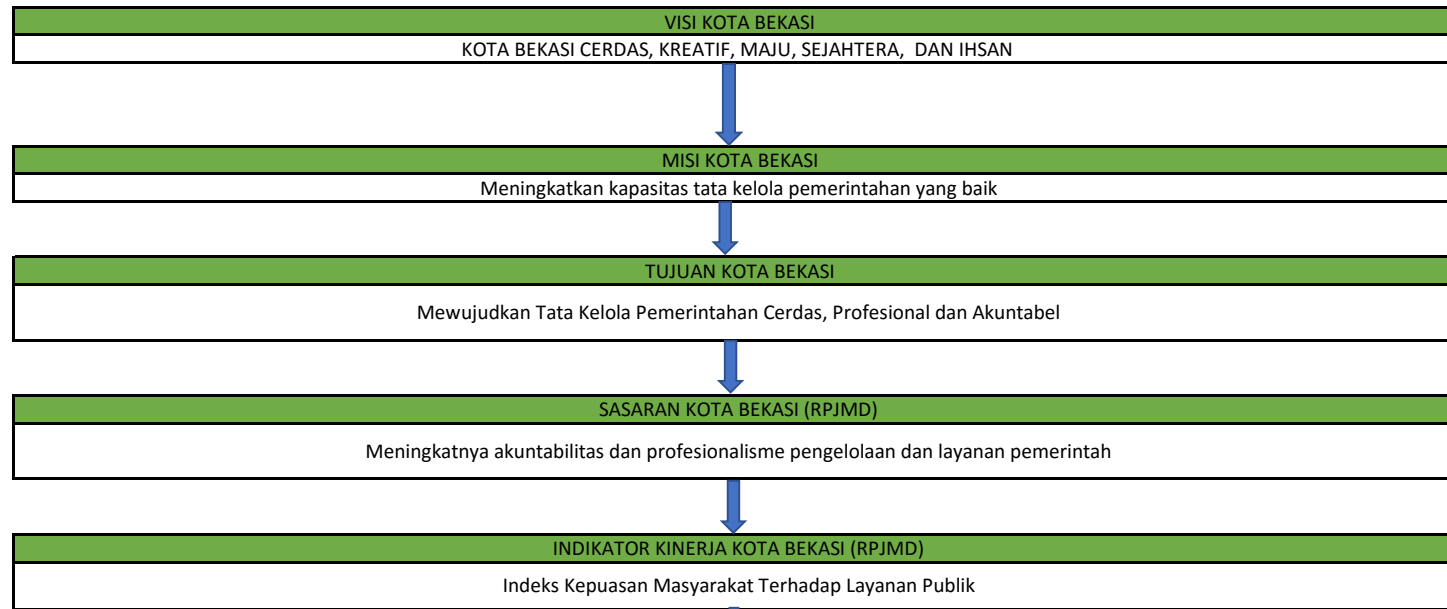 VISI KOTA BEKASI
KOTA BEKASI CERDAS, KREATIF, MAJU, SEJAHTERA, DAN IHSAN
MISI KOTA BEKASI
Meningkatkan kapasitas tata kelola pemerintahan yang baik
TUJUAN KOTA BEKASI
Mewujudkan Tata Kelola Pemerintahan Cerdas, Profesional dan Akuntabel
SASARAN KOTA BEKASI (RPJMD)
Meningkatnya akuntabilitas dan profesionalisme pengelolaan dan layanan pemerintah
INDIKATOR KINERJA KOTA BEKASI (RPJMD)
Indeks Kepuasan Masyarakat Terhadap Layanan Publik